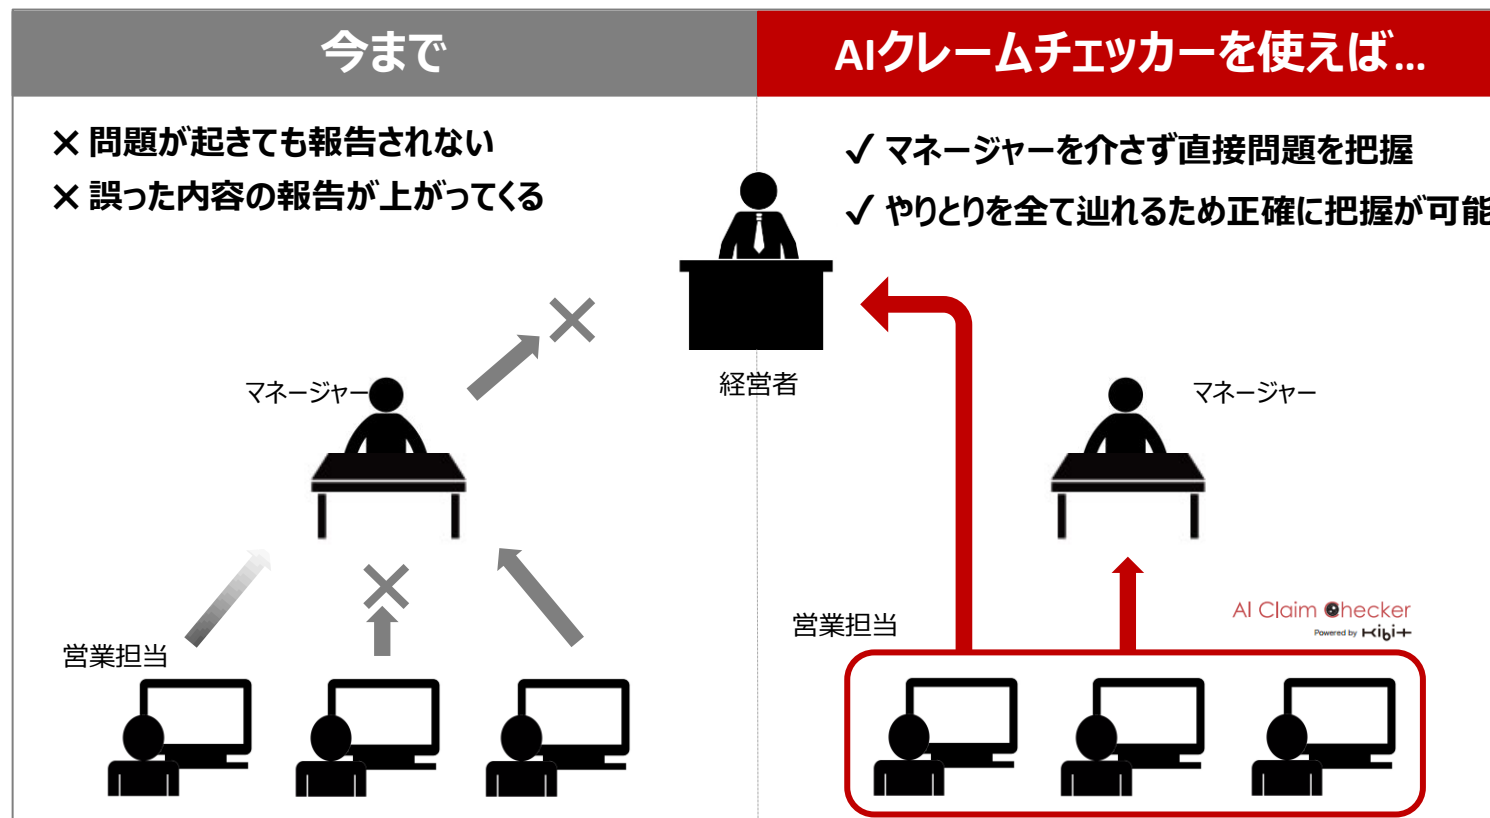 今まで
AIクレームチェッカーを使えば...
× 問題が起きても報告されない
× 誤った内容の報告が上がってくる
✓ マネージャーを介さず直接問題を把握
✓ やりとりを全て辿れるため正確に把握が可能
経営者
マネージャー
マネージャー
営業担当
営業担当
AI Claim Checker
Powered by Kibit